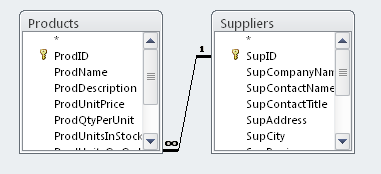 Products
*
ProdID
ProdName
ProdDescription
ProdUnitPrice
ProdQtyPerUnit
ProdUnitsInStock
1
∞
Suppliers
*
SupID
SupCompanyNam
SupContactName
SupContactTitle
SupAddress
SupCity